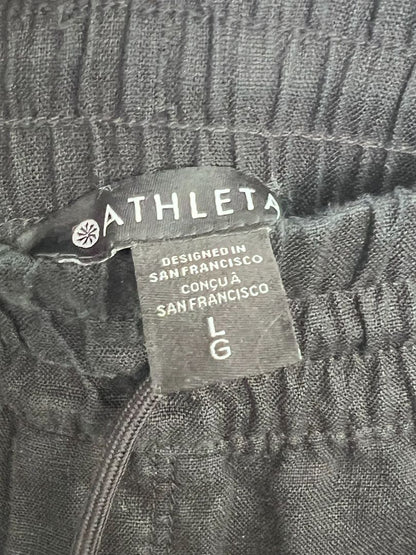 ATHLETA
DESIGNED IN
SAN FRANCISCO
CONÇU À
SAN FRANCISCO
L
G